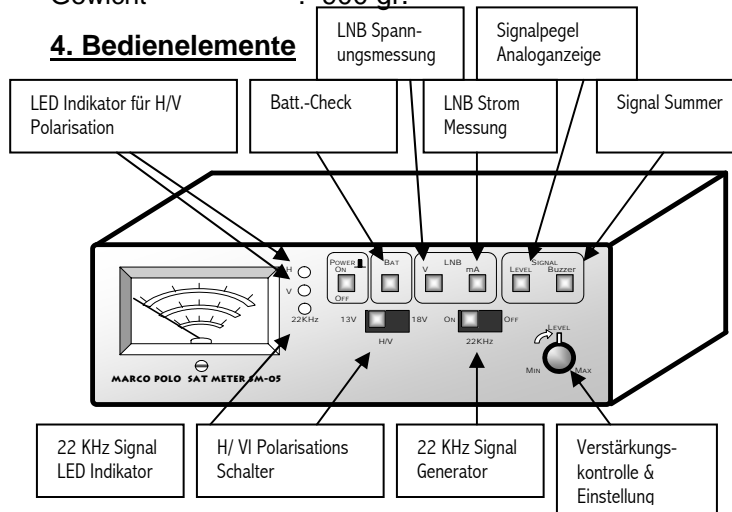 4. Bedienelemente
LNB Spann-
ungsmessung
Signalpegel
Analoganzeige
LED Indikator für H/V
Polarisation
Batt.-Check
LNB Strom
Messung
Signal Summer
H
V
22KHz
POWER
ON
OFF
BAT
LNB
V
mA
SIGNAL
LEVEL
Buzzer
13V
18V
H/V
ON
OFF
22KHz
LEVEL
MIN
MAX
MARCO POLO SAT METER SM-05
22 KHz Signal
LED Indikator
H/ VI Polarisations
Schalter
22 KHz Signal
Generator
Verstärkungs-
kontrolle &
Einstellung